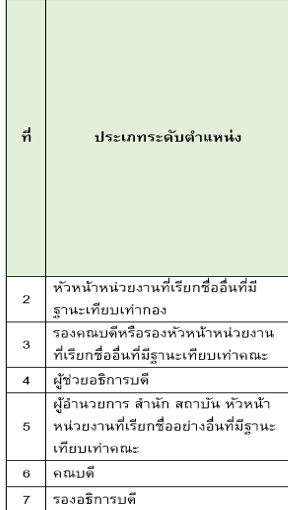 ที่ ประเภทระดับตำแหน่ง
2 หัวหน้าหน่วยงานที่เรียกชื่ออื่นที่มี
ฐานะเทียบเท่ากอง
3 รองคณบดีหรือรองหัวหน้าหน่วยงาน
ที่เรียกชื่ออื่นที่มีฐานะเทียบเท่าคณะ
4 ผู้ช่วยอธิการบดี
5 ผู้อำนวยการ สำนัก สถาบัน หัวหน้า
หน่วยงานที่เรียกชื่ออย่างอื่นที่มีฐานะ
เทียบเท่าคณะ
6 คณบดี
7 รองอธิการบดี